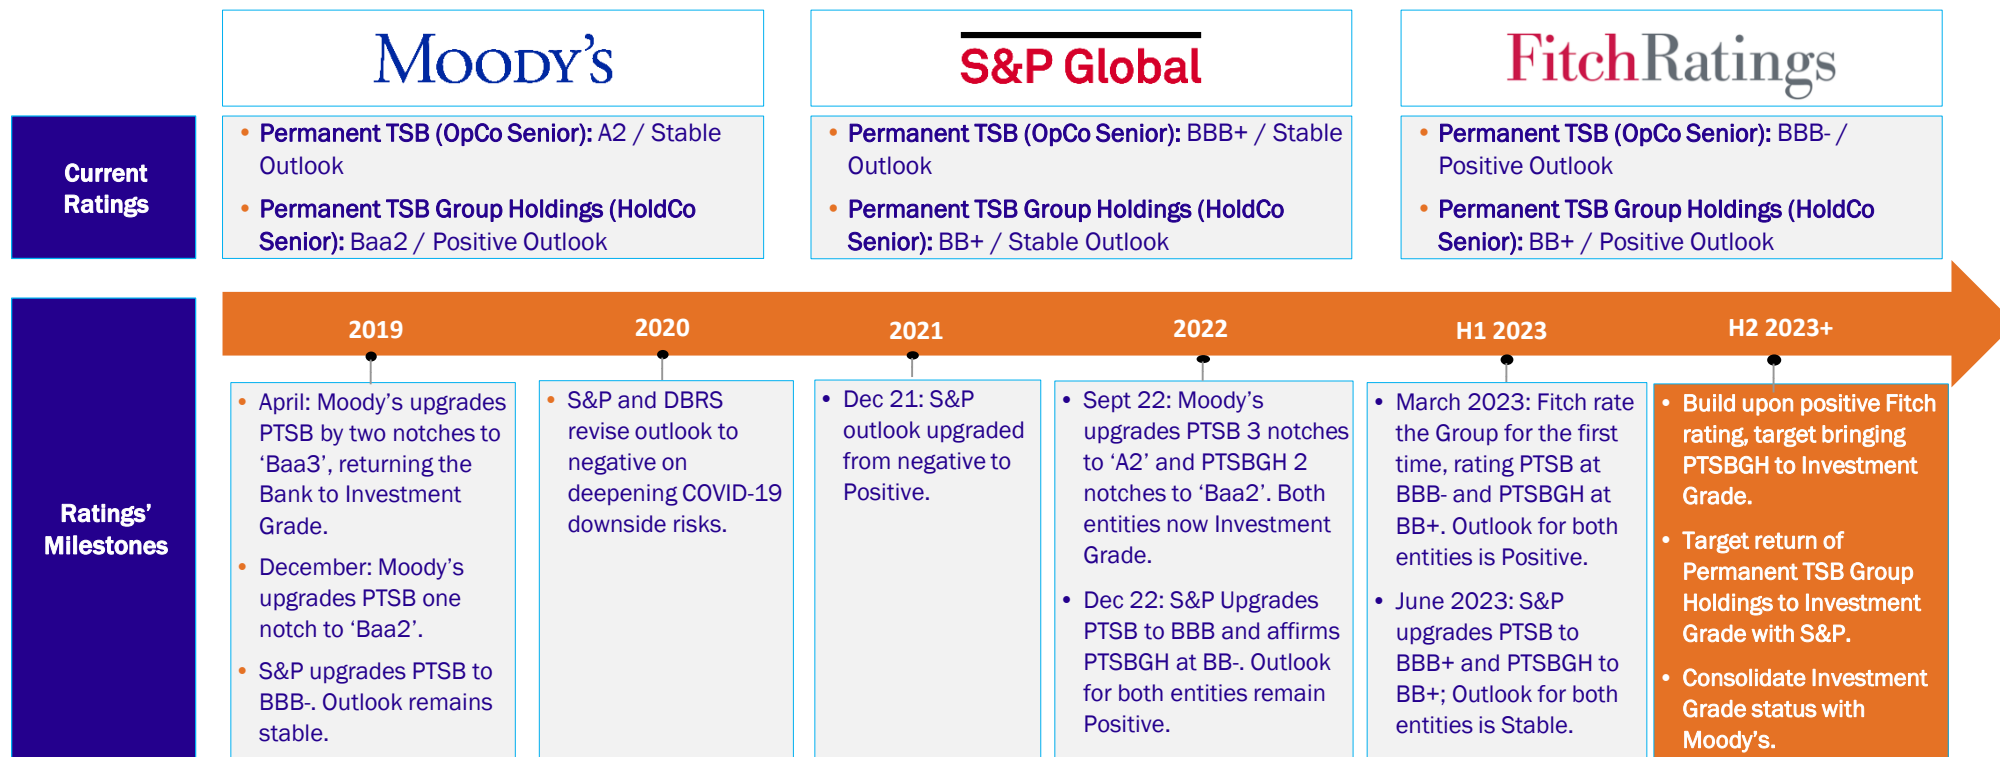 MOODY'S
S&P Global
FitchRatings
Current
Ratings
• Permanent TSB (OpCo Senior): A2 / Stable
Outlook
• Permanent TSB Group Holdings (HoldCo
Senior): Baa2 / Positive Outlook
• Permanent TSB (OpCo Senior): BBB+ / Stable
Outlook
• Permanent TSB Group Holdings (HoldCo
Senior): BB+ / Stable Outlook
• Permanent TSB (OpCo Senior): BBB- /
Positive Outlook
• Permanent TSB Group Holdings (HoldCo
Senior): BB+ / Positive Outlook
Ratings’
Milestones
2019
• April: Moody’s upgrades
PTSB by two notches to
‘Baa3’, returning the
Bank to Investment
Grade.
• December: Moody’s
upgrades PTSB one
notch to ‘Baa2’.
• S&P upgrades PTSB to
BBB-. Outlook remains
stable.
2020
• S&P and DBRS
revise outlook to
negative on
deepening COVID-19
downside risks.
2021
• Dec 21: S&P
outlook upgraded
from negative to
Positive.
2022
• Sept 22: Moody’s
upgrades PTSB 3 notches
to ‘A2’ and PTSBGH 2
notches to ‘Baa2’. Both
entities now Investment
Grade.
• Dec 22: S&P Upgrades
PTSB to BBB and affirms
PTSBGH at BB-. Outlook
for both entities remain
Positive.
H1 2023
• March 2023: Fitch rate
the Group for the first
time, rating PTSB at
BBB- and PTSBGH at
BB+. Outlook for both
entities is Positive.
• June 2023: S&P
upgrades PTSB to
BBB+ and PTSBGH to
BB+; Outlook for both
entities is Stable.
H2 2023+
• Build upon positive Fitch
rating, target bringing
PTSBGH to Investment
Grade.
• Target return of
Permanent TSB Group
Holdings to Investment
Grade with S&P.
• Consolidate Investment
Grade status with
Moody’s.